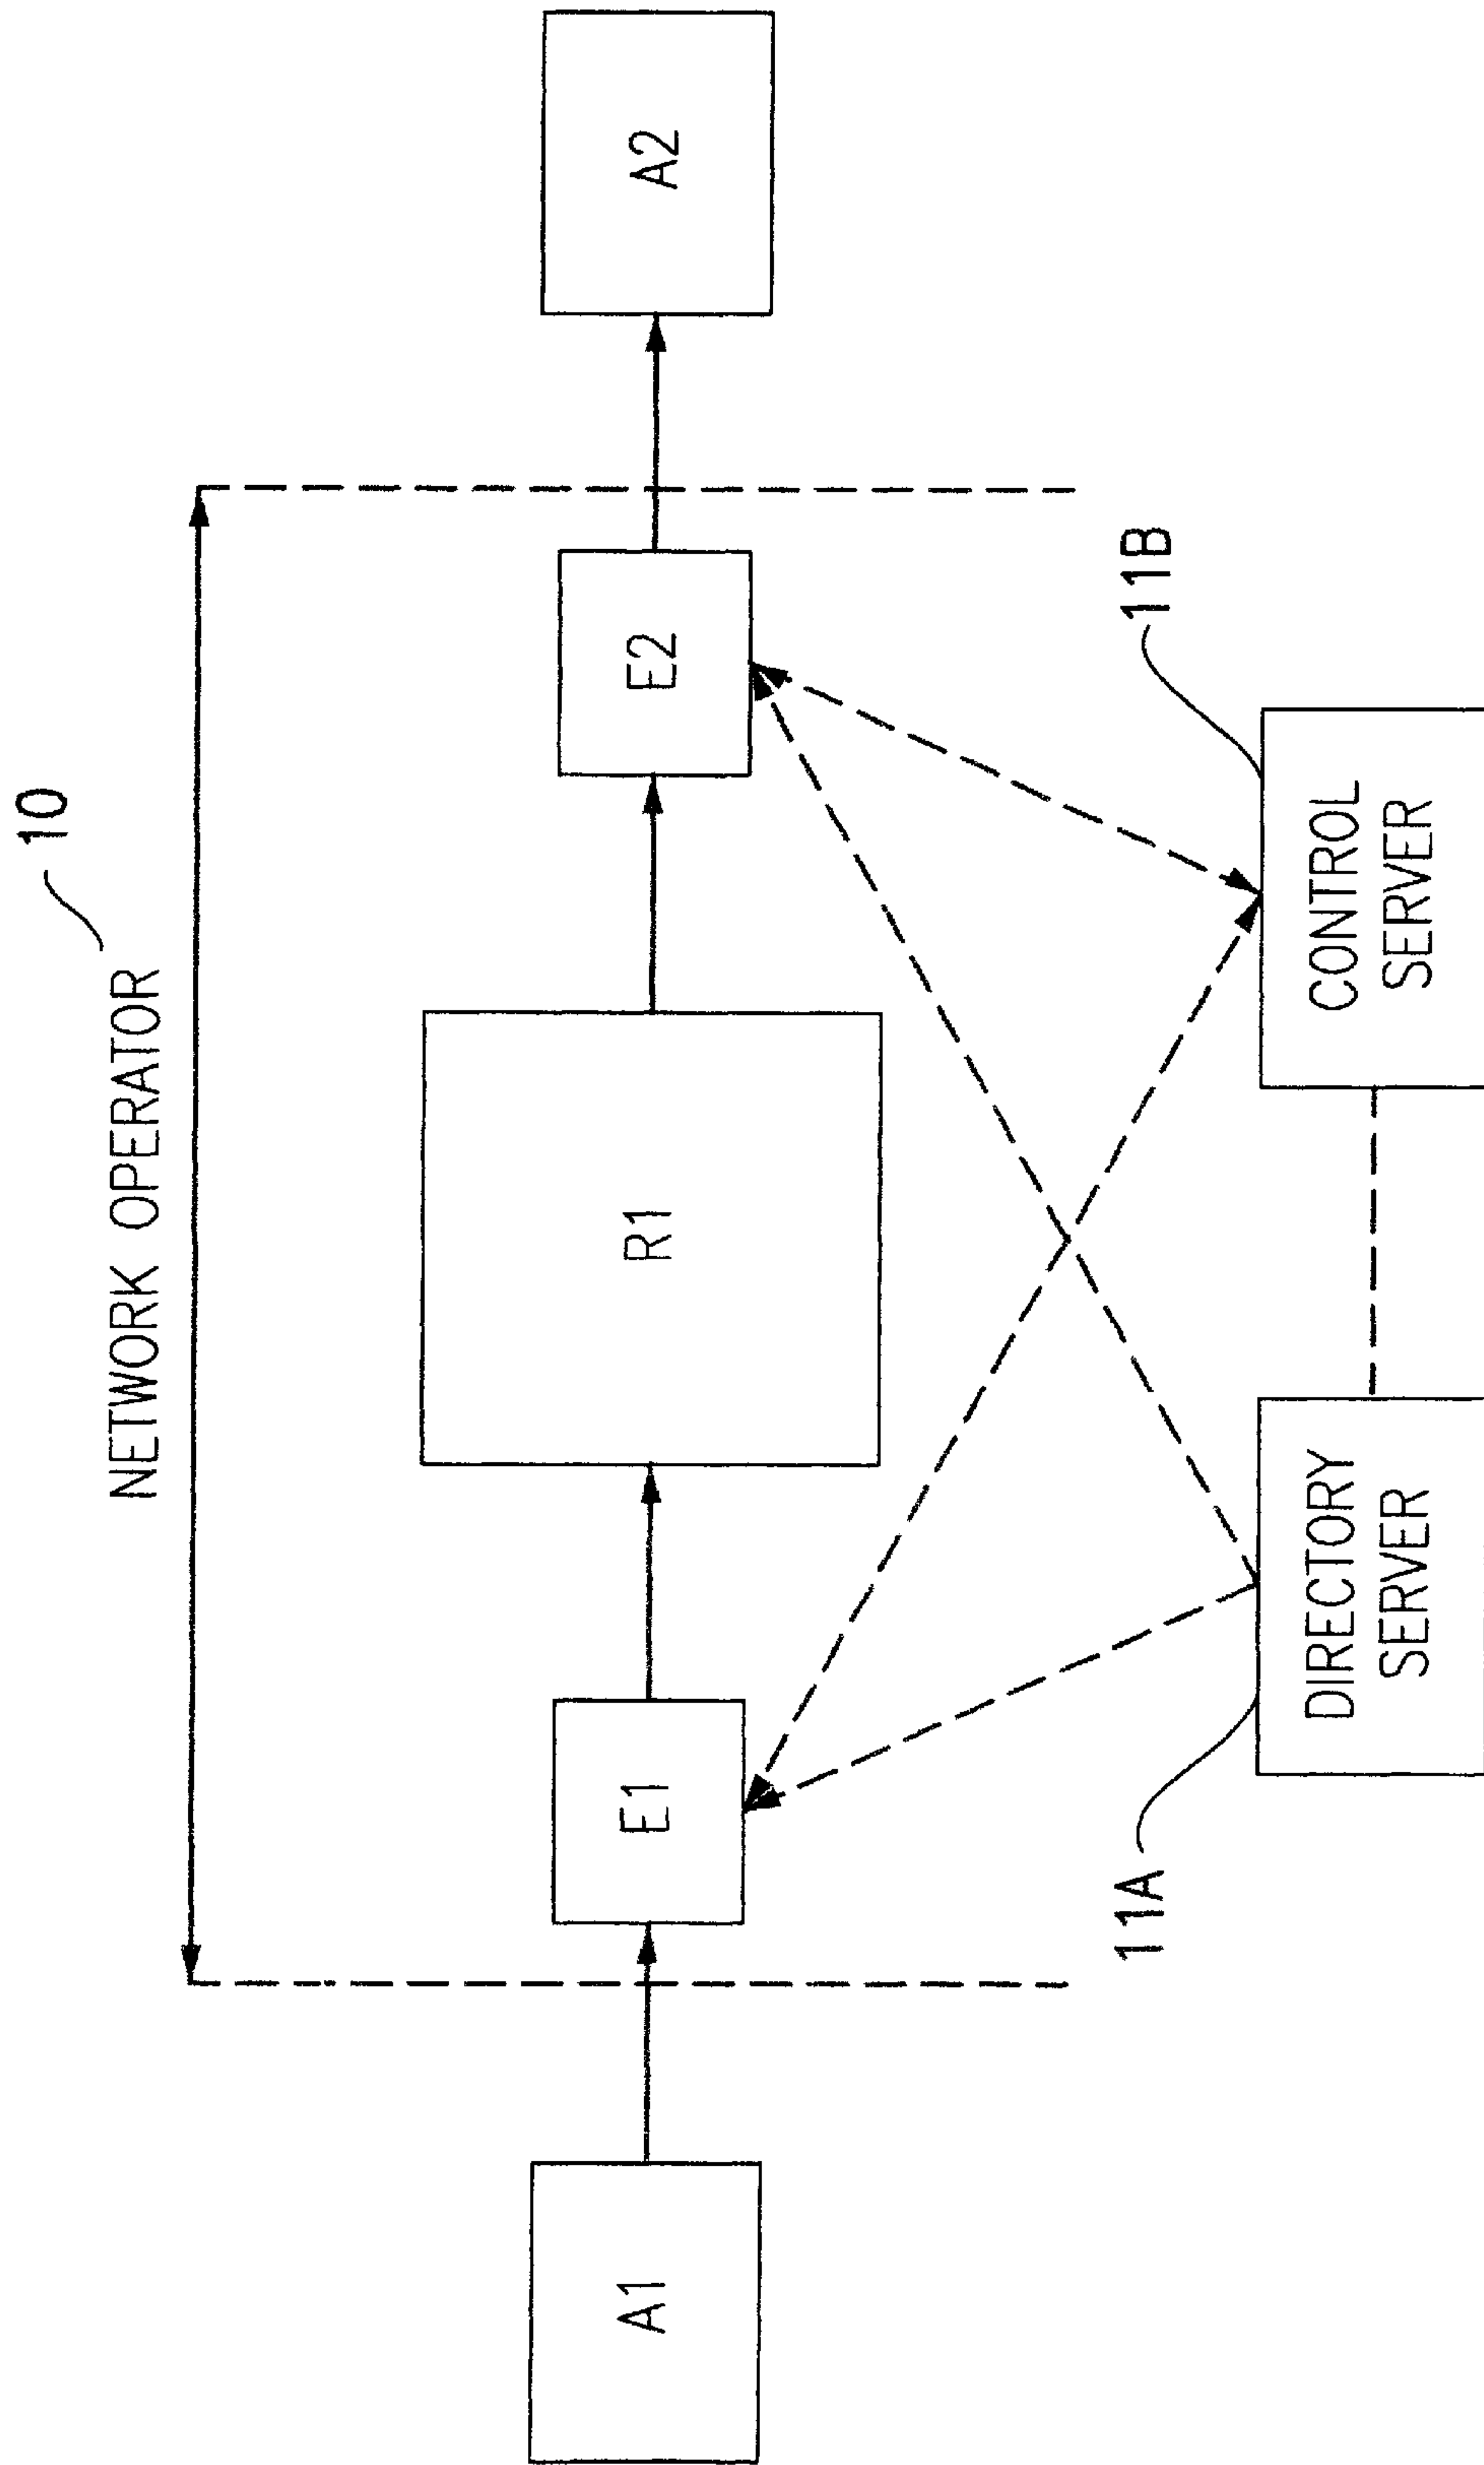 10
NETWORK OPERATOR
A1
E1
R1
E2
A2
11A
11B
DIRECTORY
SERVER
CONTROL
SERVER